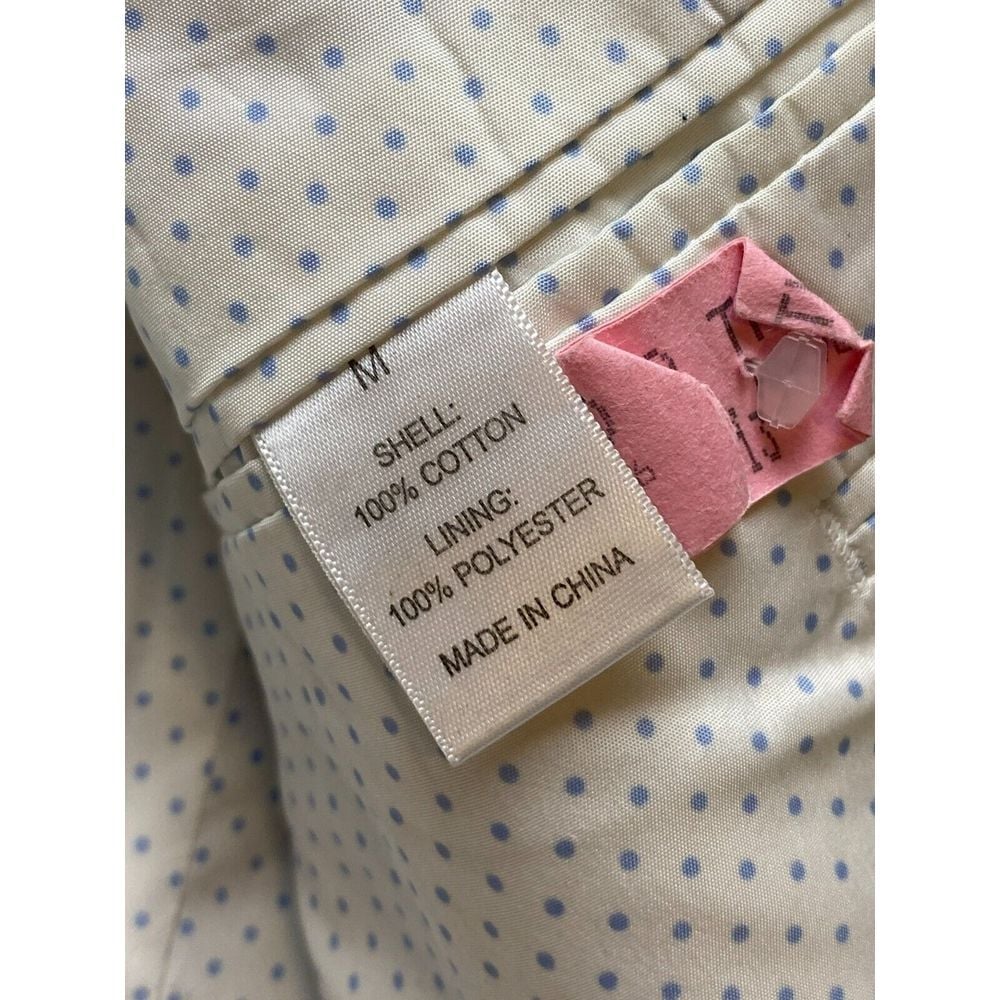 M
SHELL:
100% COTTON
LINING:
100% POLYESTER
MADE IN CHINA